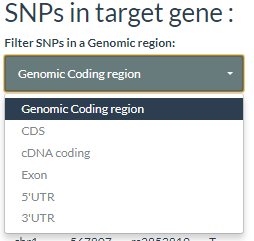 SNPs in target gene :
Filter SNPs in a Genomic region:
Genomic Coding region
Genomic Coding region
CDS
cDNA coding
Exon
5'UTR
3'UTR